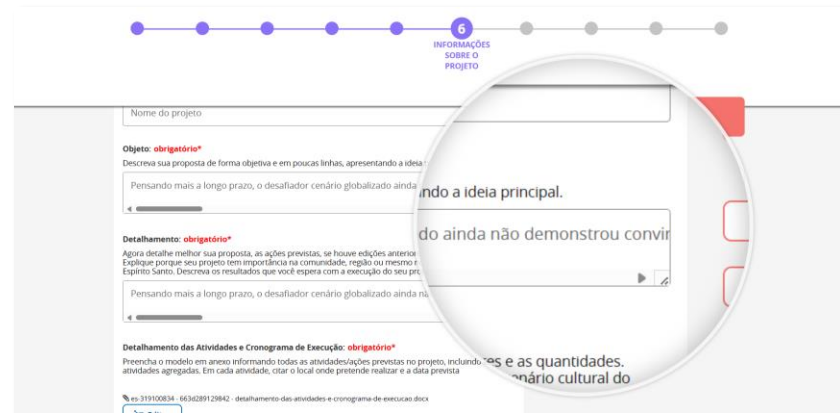 6
INFORMAÇÕES
SOBRE O
PROJETO
Nome do projeto
Objeto: obrigatório*
Descreva sua proposta de forma objetiva e em poucas linhas, apresentando a ideia
ndo a ideia principal.
Pensando mais a longo prazo, o desafiador cenário globalizado ainda
do ainda não demonstrou convir
Detalhamento: obrigatório*
Agora detalhe melhor sua proposta, as ações previstas, se houve edições anterior
Explique porque seu projeto tem importância na comunidade, região ou mesmo
Espírito Santo. Descreva os resultados que você espera com a execução do seu
Pensando mais a longo prazo, o desafiador cenário globalizado ainda
Detalhamento das Atividades e Cronograma de Execução: obrigatório*
Preencha o modelo em anexo informando todas as atividades/ações previstas no projeto, incluindo
res e as quantidades.
atividades agregadas. Em cada atividade, citar o local onde pretende realizar e a data prevista
nário cultural do
es-319100834 - 663d289129842 - detalhamento-das-atividades-e-cronograma-de-execucao.docx